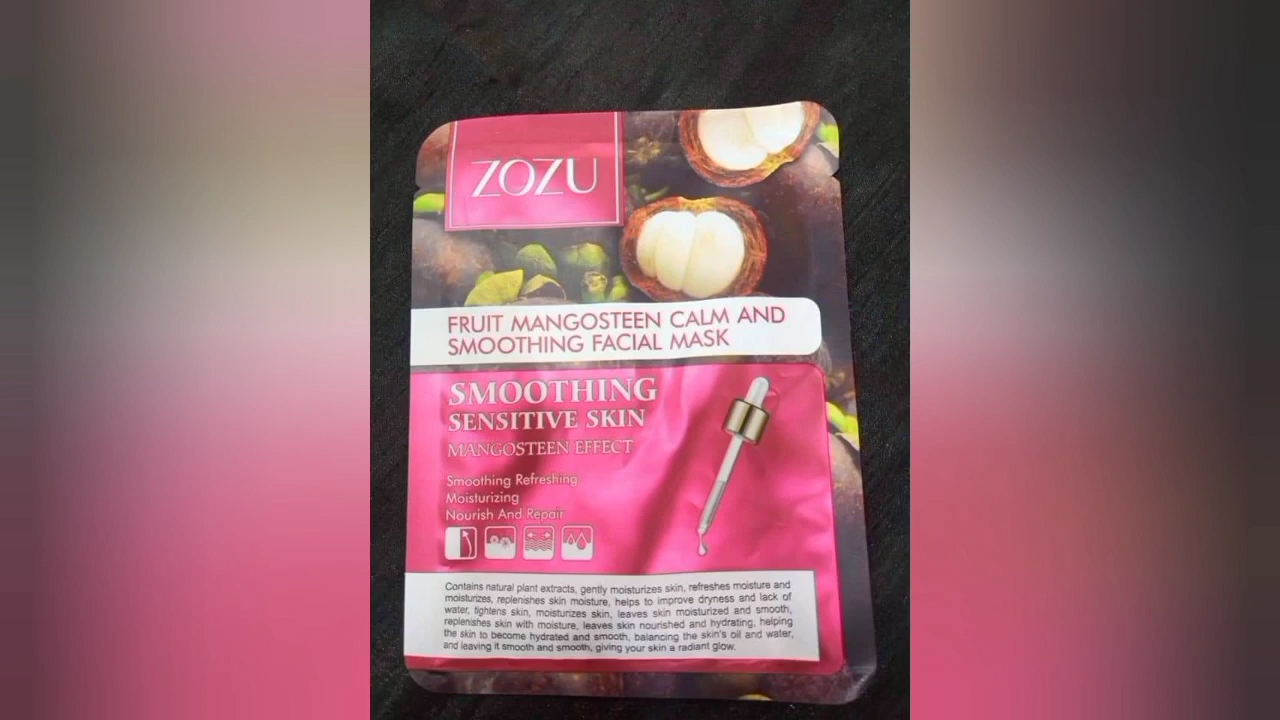 ZOZU
FRUIT MANGOSTEEN CALM AND
SMOOTHING FACIAL MASK
SMOOTHING
SENSITIVE SKIN
MANGOSTEEN EFFECT
Smoothing Refreshing
Moisturizing
Nourish And Repair
Contains natural plant extracts, gently moisturizes skin, refreshes moisture and
moisturizes, replenishes skin moisture, helps to improve dryness and lack of
water, tightens skin, moisturizes skin, leaves skin moisturized and smooth,
replenishes skin with moisture, leaves skin nourished and hydrating, helping
the skin to become hydrated and smooth, balancing the skin's oil and water,
and leaving it smooth and smooth, giving your skin a radiant glow.